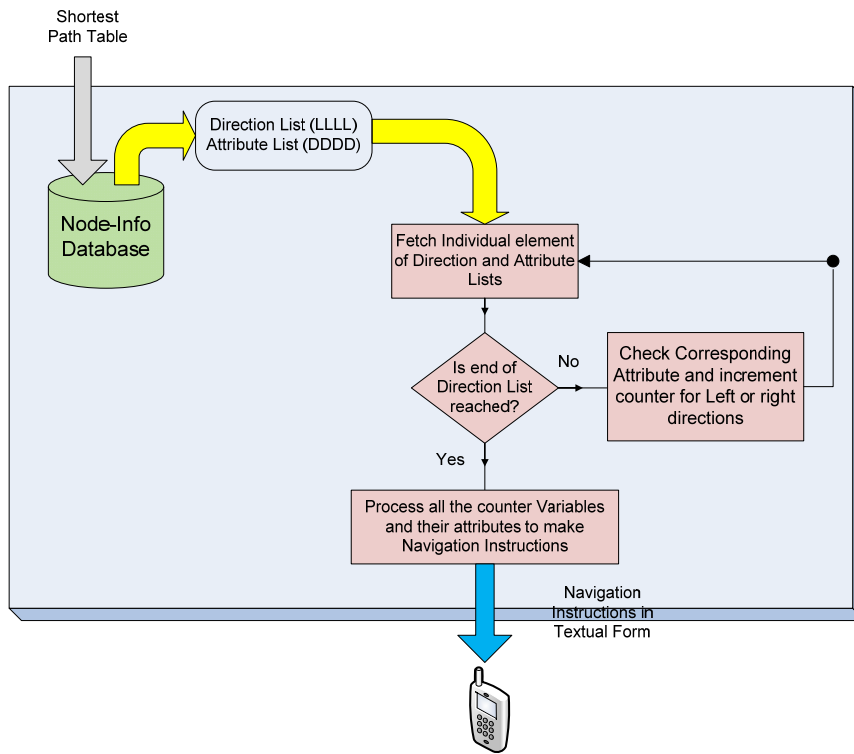 Shortest
Path Table
Direction List (LLLL)
Attribute List (DDDD)
Node-Info
Database
Fetch Individual element
of Direction and Attribute
Lists
Is end of
Direction List
reached?
No
Check Corresponding
Attribute and increment
counter for Left or right
directions
Yes
Process all the counter Variables
and their attributes to make
Navigation Instructions
Navigation
Instructions in
Textual Form